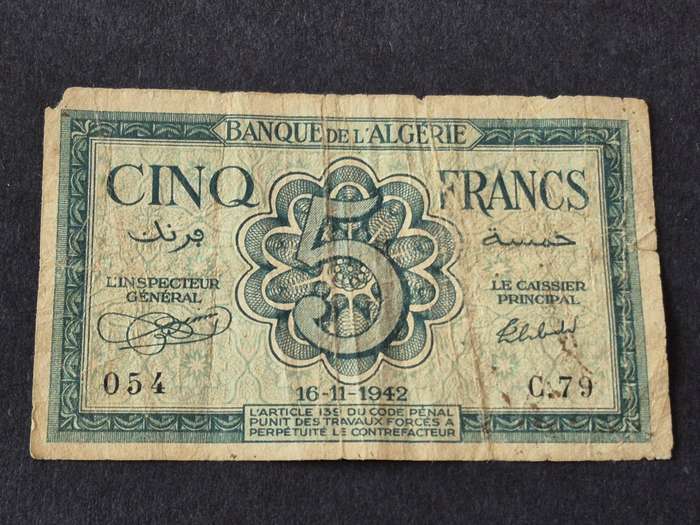 BANQUE DE L'ALGÉRIE
CINQ 5 FRANCS
فرنك خمسة
L'INSPECTEUR
GÉNÉRAL
LE CAISSIER
PRINCIPAL
054
C.79
16-11-1942
L'ARTICLE 139 DU CODE PÉNAL
PUNIT DES TRAVAUX FORCÉS À
PERPÉTUITÉ LE CONTREFACTEUR